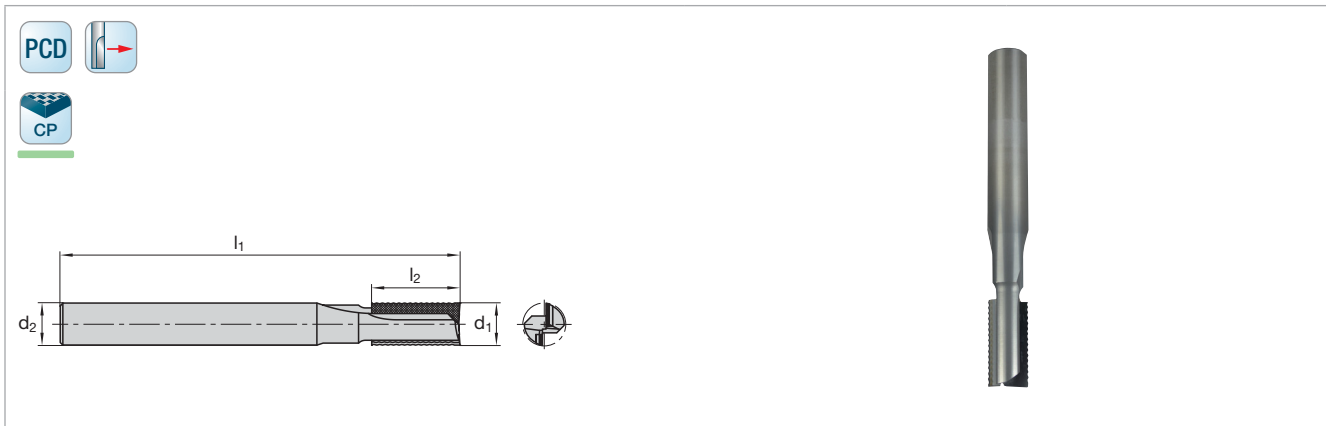 PCD
CP
l₁
l₂
d₂
d₁